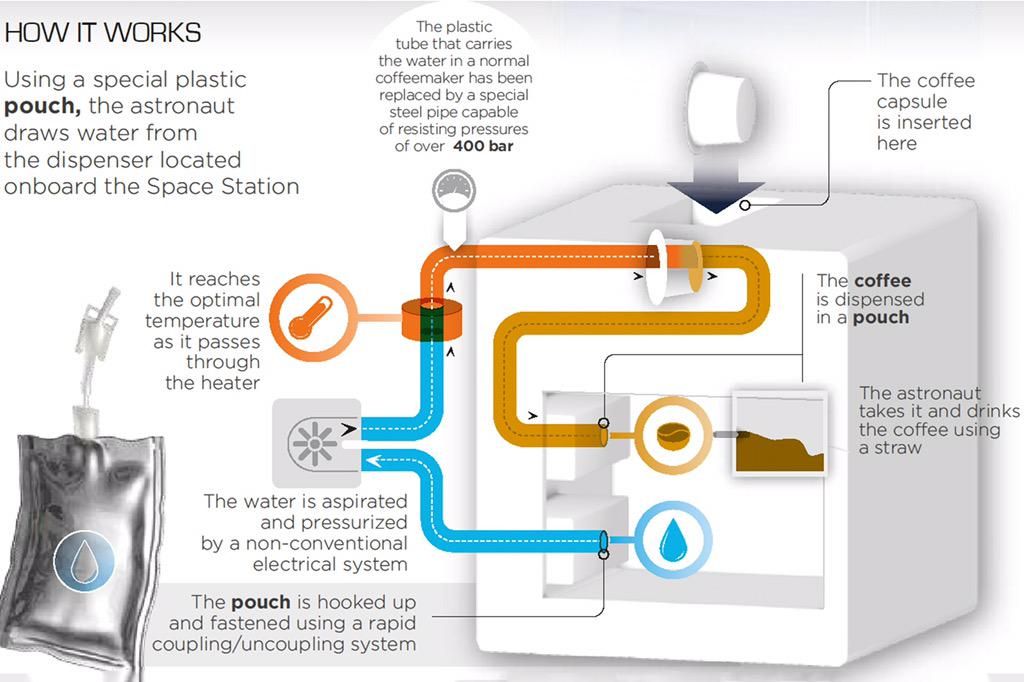 HOW IT WORKS
Using a special plastic
pouch, the astronaut
draws water from
the dispenser located
onboard the Space Station
The plastic
tube that carries
the water in a normal
coffeemaker has been
replaced by a special
steel pipe capable
of resisting pressures
of over 400 bar
The coffee
capsule
is inserted
here
It reaches
the optimal
temperature
as it passes
through
the heater
The coffee
is dispensed
in a pouch
The astronaut
takes it and drinks
the coffee using
a straw
The water is aspirated
and pressurized
by a non-conventional
electrical system
The pouch is hooked up
and fastened using a rapid
coupling/uncoupling system